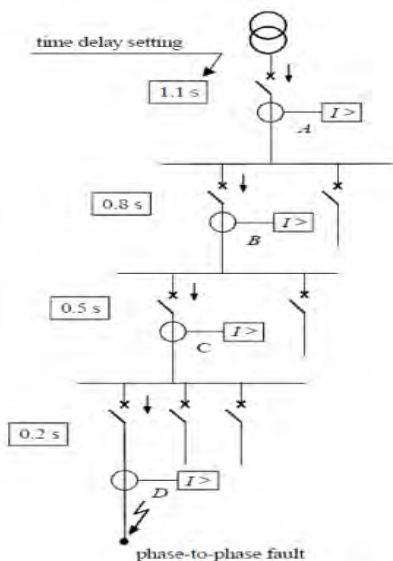 time delay setting
1.1 s
I >
A
0.8 s
I >
B
0.5 s
I >
C
0.2 s
I >
D
phase-to-phase fault